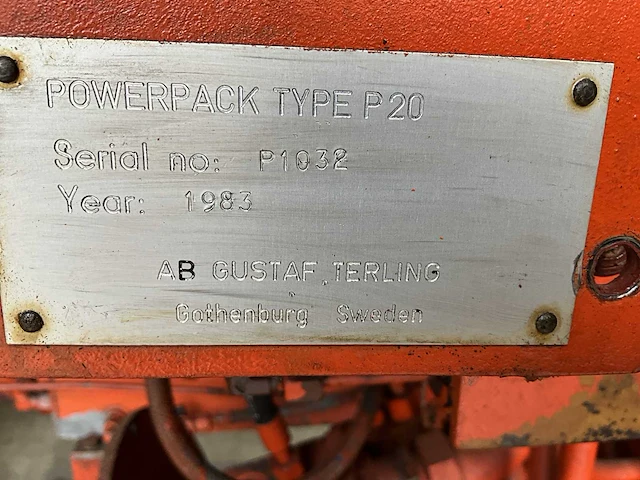 POWERPACK TYPE P20
Serial no: P1032
Year: 1983
AB GUSTAF TERLING
Gothenburg Sweden